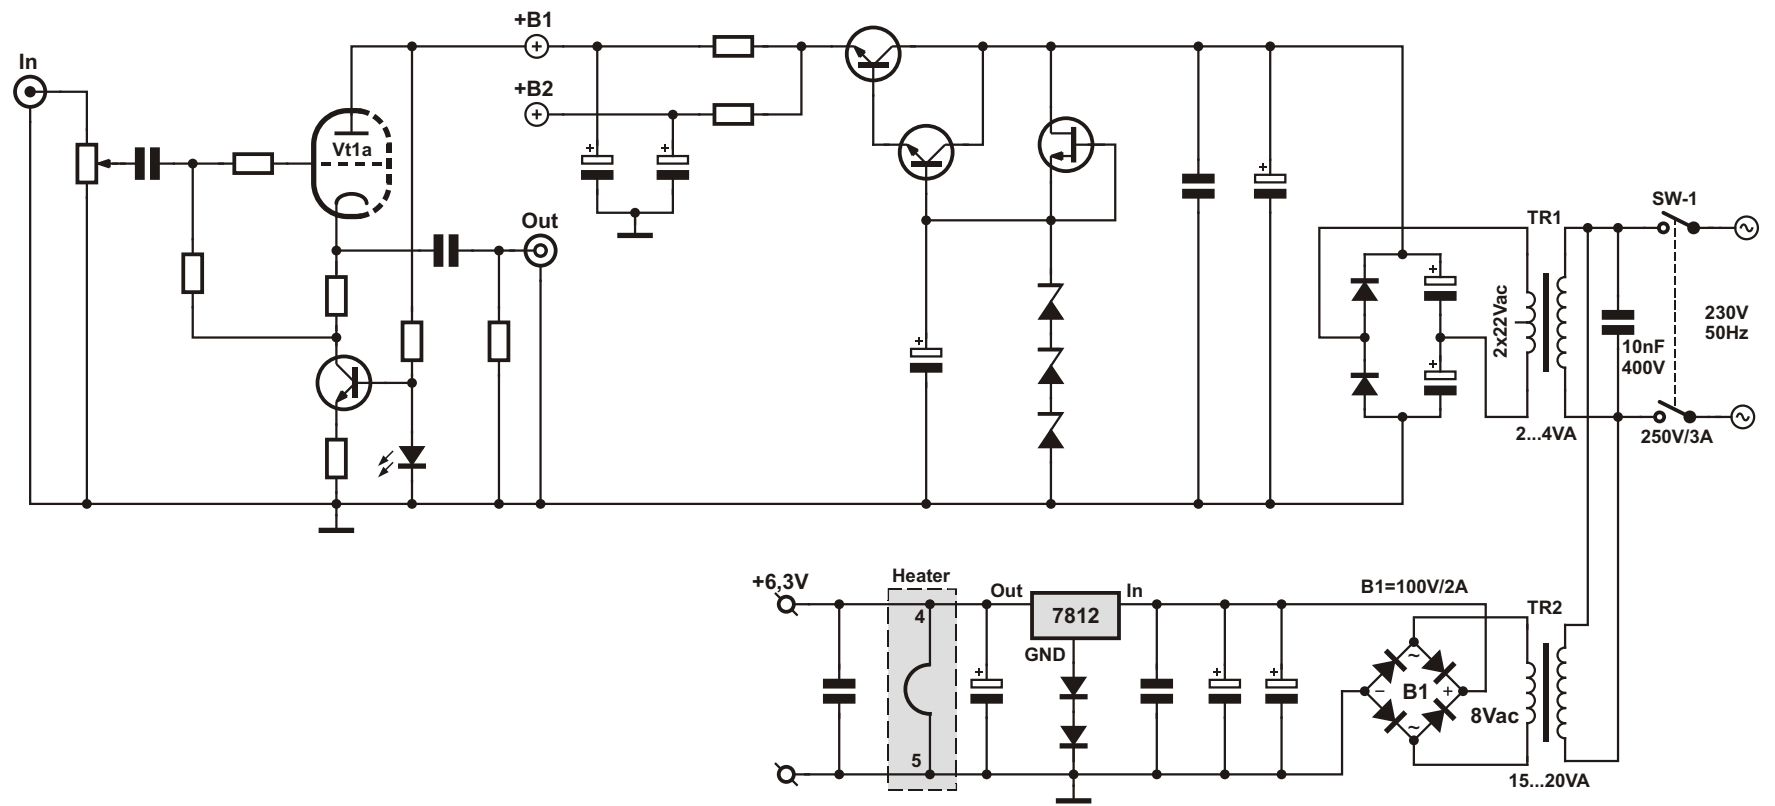 +B1
In
+B2
Vt1a
Out
SW-1
TR1
2x22Vac
230V
50Hz
10nF
400V
2...4VA
250V/3A
+6,3V
Heater
Out
In
B1=100V/2A
4
7812
TR2
GND
~
− B1 +
8Vac
~
5
15...20VA